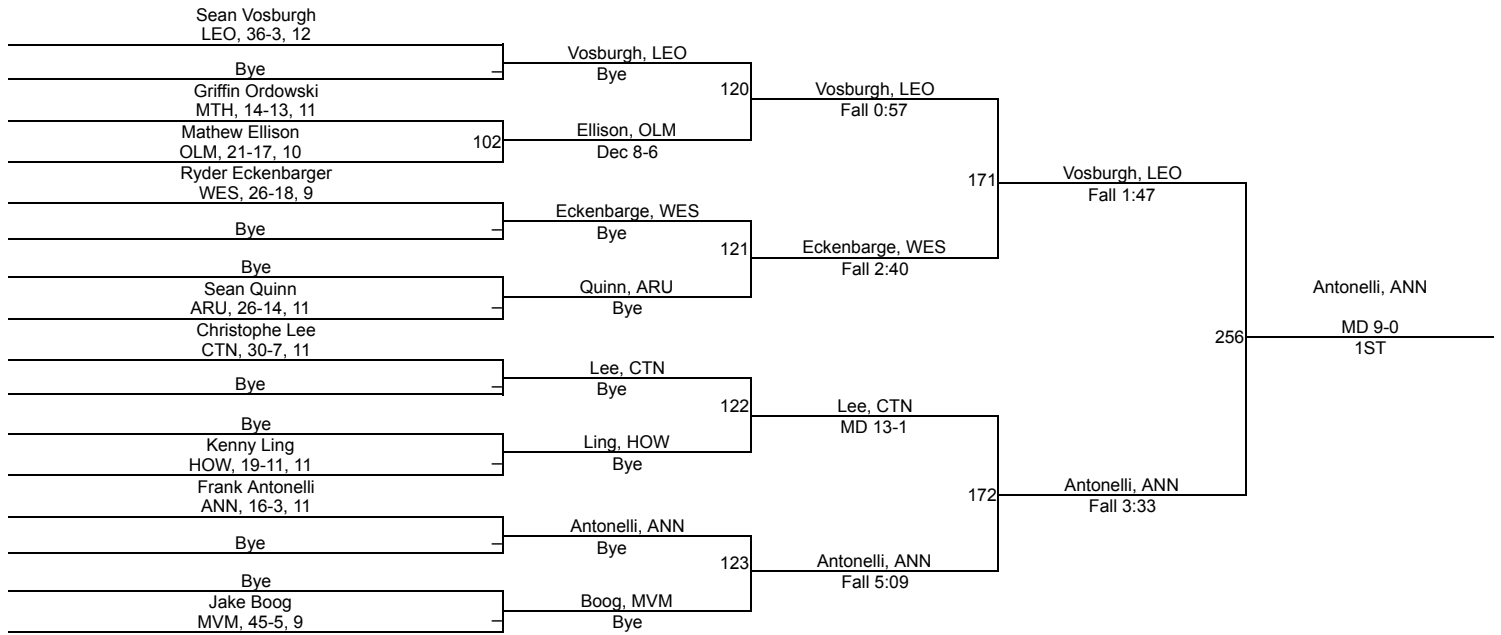 Sean Vosburgh
LEO, 36-3, 12
Bye
Griffin Ordowski
MTH, 14-13, 11
Mathew Ellison
OLM, 21-17, 10
Ryder Eckenbarger
WES, 26-18, 9
Bye
Bye
Sean Quinn
ARU, 26-14, 11
Christophe Lee
CTN, 30-7, 11
Bye
Bye
Kenny Ling
HOW, 19-11, 11
Frank Antonelli
ANN, 16-3, 11
Bye
Bye
Jake Boog
MVM, 45-5, 9
102
Vosburgh, LEO
Bye
Ellison, OLM
Dec 8-6
Eckenbarge, WES
Bye
Quinn, ARU
Bye
Lee, CTN
Bye
Ling, HOW
Bye
Antonelli, ANN
Bye
Boog, MVM
Bye
120
121
122
123
Vosburgh, LEO
Fall 0:57
Eckenbarge, WES
Fall 2:40
Lee, CTN
MD 13-1
Antonelli, ANN
Fall 5:09
171
172
Vosburgh, LEO
Fall 1:47
Antonelli, ANN
Fall 3:33
256
Antonelli, ANN
MD 9-0
1ST